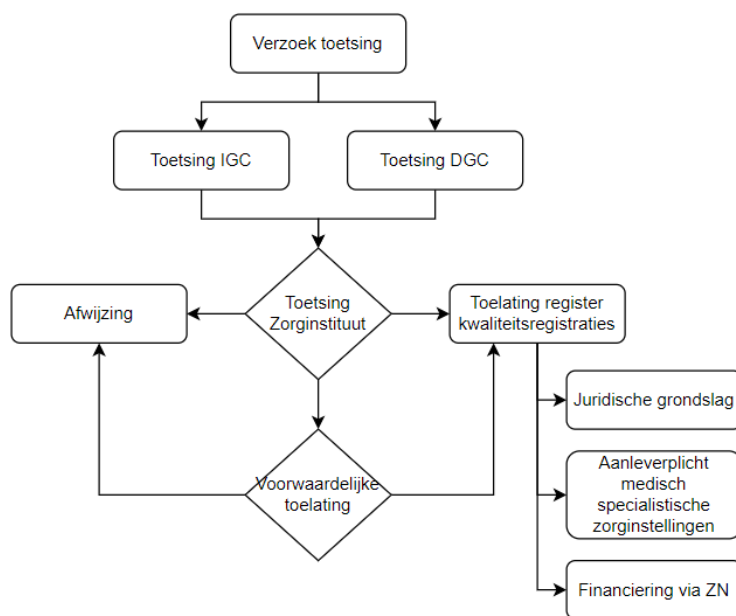 Verzoek toetsing
Toetsing IGC
Toetsing DGC
Afwijzing
Toetsing
Zorginstituut
Toelating register
kwaliteitsregistraties
Juridische grondslag
Voorwaardelijke
toelating
Aanleverplicht
medisch
specialistische
zorginstellingen
Financiering via ZN